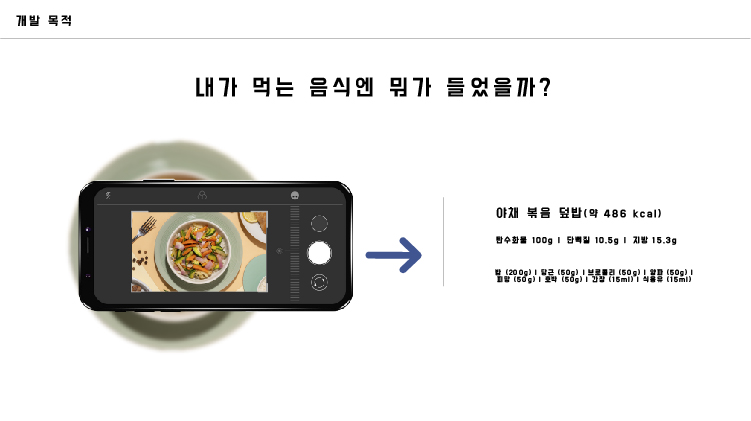 개발 목적
내가 먹는 음식엔 뭐가 들었을까?
야채 볶음 덮밥(약 486 kcal)
탄수화물 100g | 단백질 10.5g | 지방 15.3g
밥 (200g) | 당근 (50g) | 브로콜리 (50g) | 양파 (50g) |
피망 (50g) | 호박 (50g) | 간장 (15ml) | 식용유 (15ml)